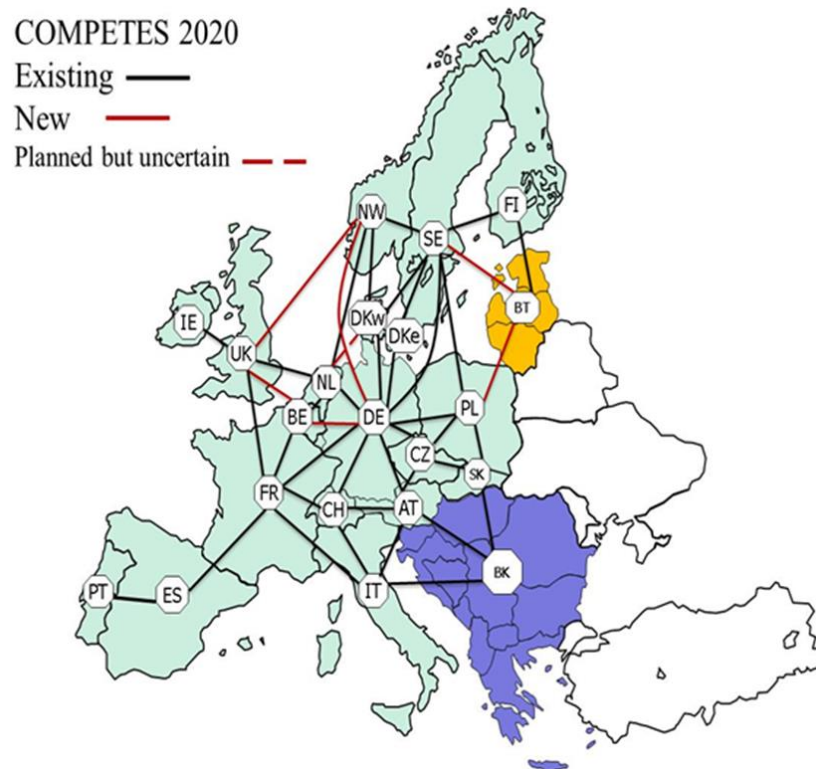 COMPETES 2020
Existing
New
Planned but uncertain
NW
FI
SE
BT
IE
DKw
DKe
UK
NL
BE
DE
PL
CZ
SK
FR
CH
AT
BK
IT
PT
ES